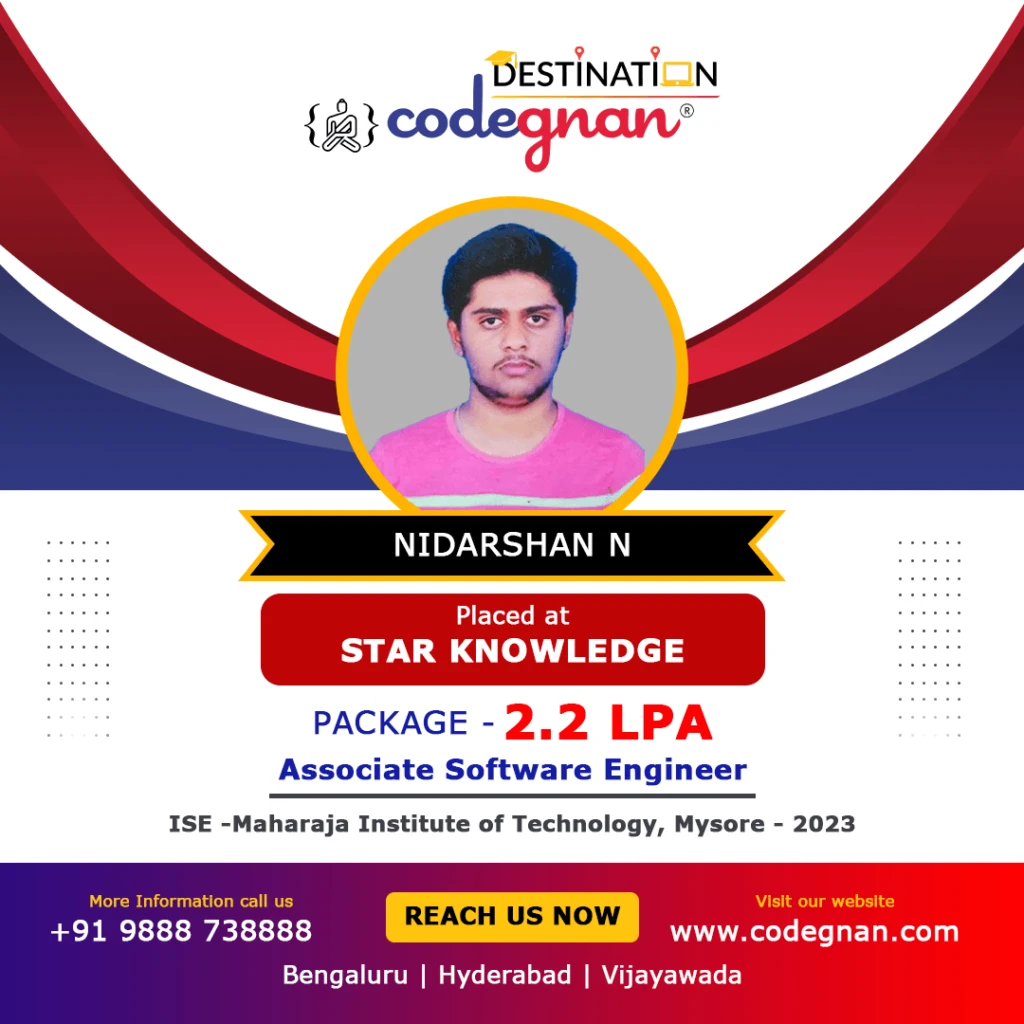 DESTINATION
codegnan®
NIDARSHAN N
Placed at
STAR KNOWLEDGE
PACKAGE - 2.2 LPA
Associate Software Engineer
ISE -Maharaja Institute of Technology, Mysore - 2023
More Information call us
+91 9888 738888
REACH US NOW
Visit our website
www.codegnan.com
Bengaluru | Hyderabad | Vijayawada